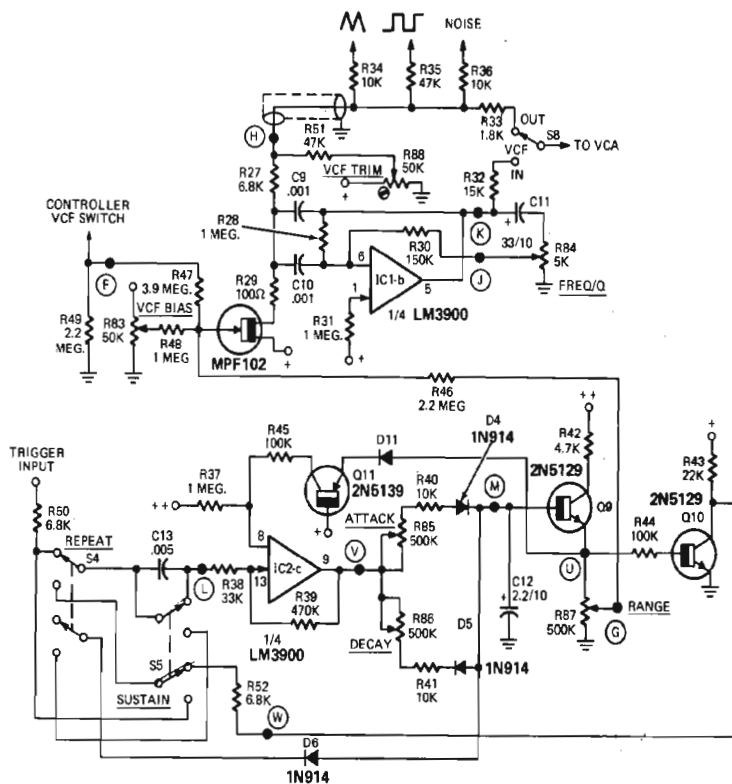 NOISE
R34
10K
R35
47K
R36
10K
R33
1.8K
OUT
S8
TO VCA
VCF
IN
H
R51
47K
R88
50K
VCF TRIM
+
R27
6.8K
C9
.001
R32
15K
C11
+
K
R28
1 MEG.
CONTROLLER
VCF SWITCH
R30
150K
33/10
J
R84
5K
FREQ/Q
C10
.001
6
IC1-b
5
1
1/4 LM3900
F
R47
3.9 MEG.
R29
100Ω
VCF BIAS
R49
2.2
MEG.
R83
50K
R48
1 MEG
R31
1 MEG.
+
MPF102
+
R46
2.2 MEG
++
R42
4.7K
+
R43
22K
D4
1N914
R45
100K
D11
Q11
2N5139
+
TRIGGER
INPUT
R37
1 MEG.
++
R40
10K
M
2N5129
Q9
2N5129
R44
100K
Q10
ATTACK
R85
500K
R50
6.8K
REPEAT
S4
C13
.005
L
R38
33K
8
13
IC2-c
9
V
U
C12
2.2/10
+
R39
470K
R86
500K
D5
R87
500K
RANGE
G
1/4
LM3900
DECAY
S5
SUSTAIN
R52
6.8K
R41
10K
1N914
W
D6
1N914